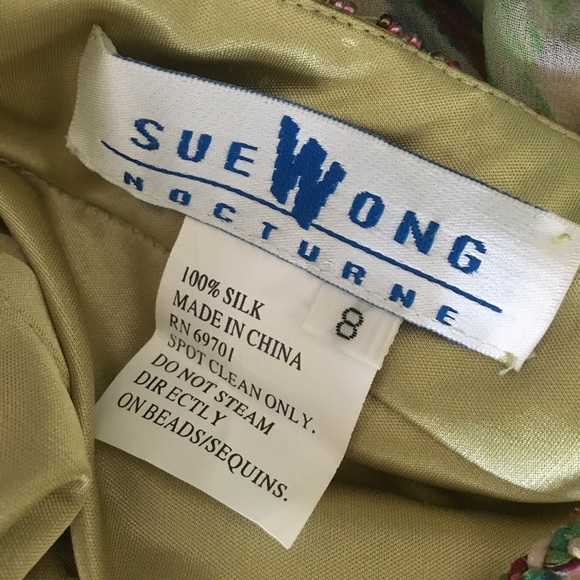 SUE WONG
NOCTURNE
8
100% SILK
MADE IN CHINA
RN 69701
SPOT CLEAN ONLY.
DO NOT STEAM
DIRECTLY
ON BEADS/SEQUINS.